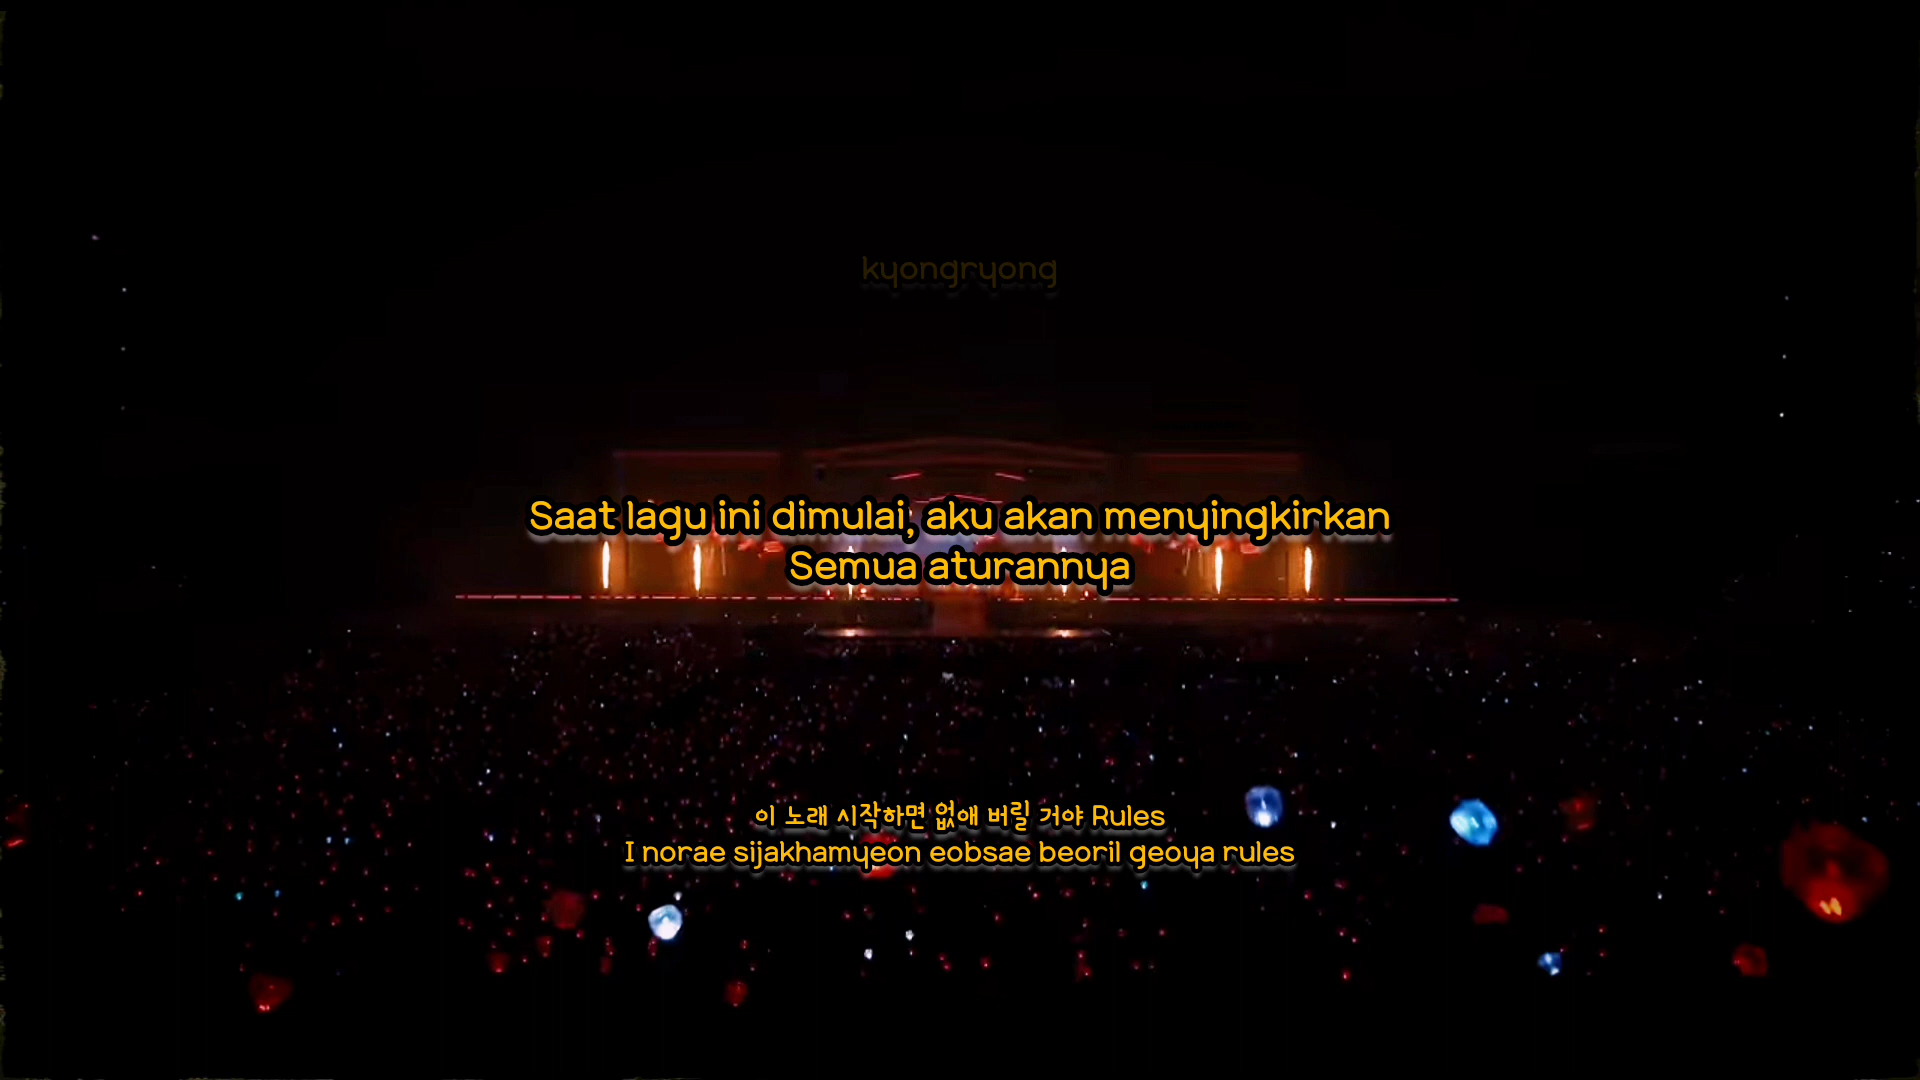 kyongryong
Saat lagu ini dimulai, aku akan menyingkirkan
Semua aturannya
이 노래 시작하면 없애 버릴 거야 Rules
I norae sijakhamyeon eobsae beoril geoya rules